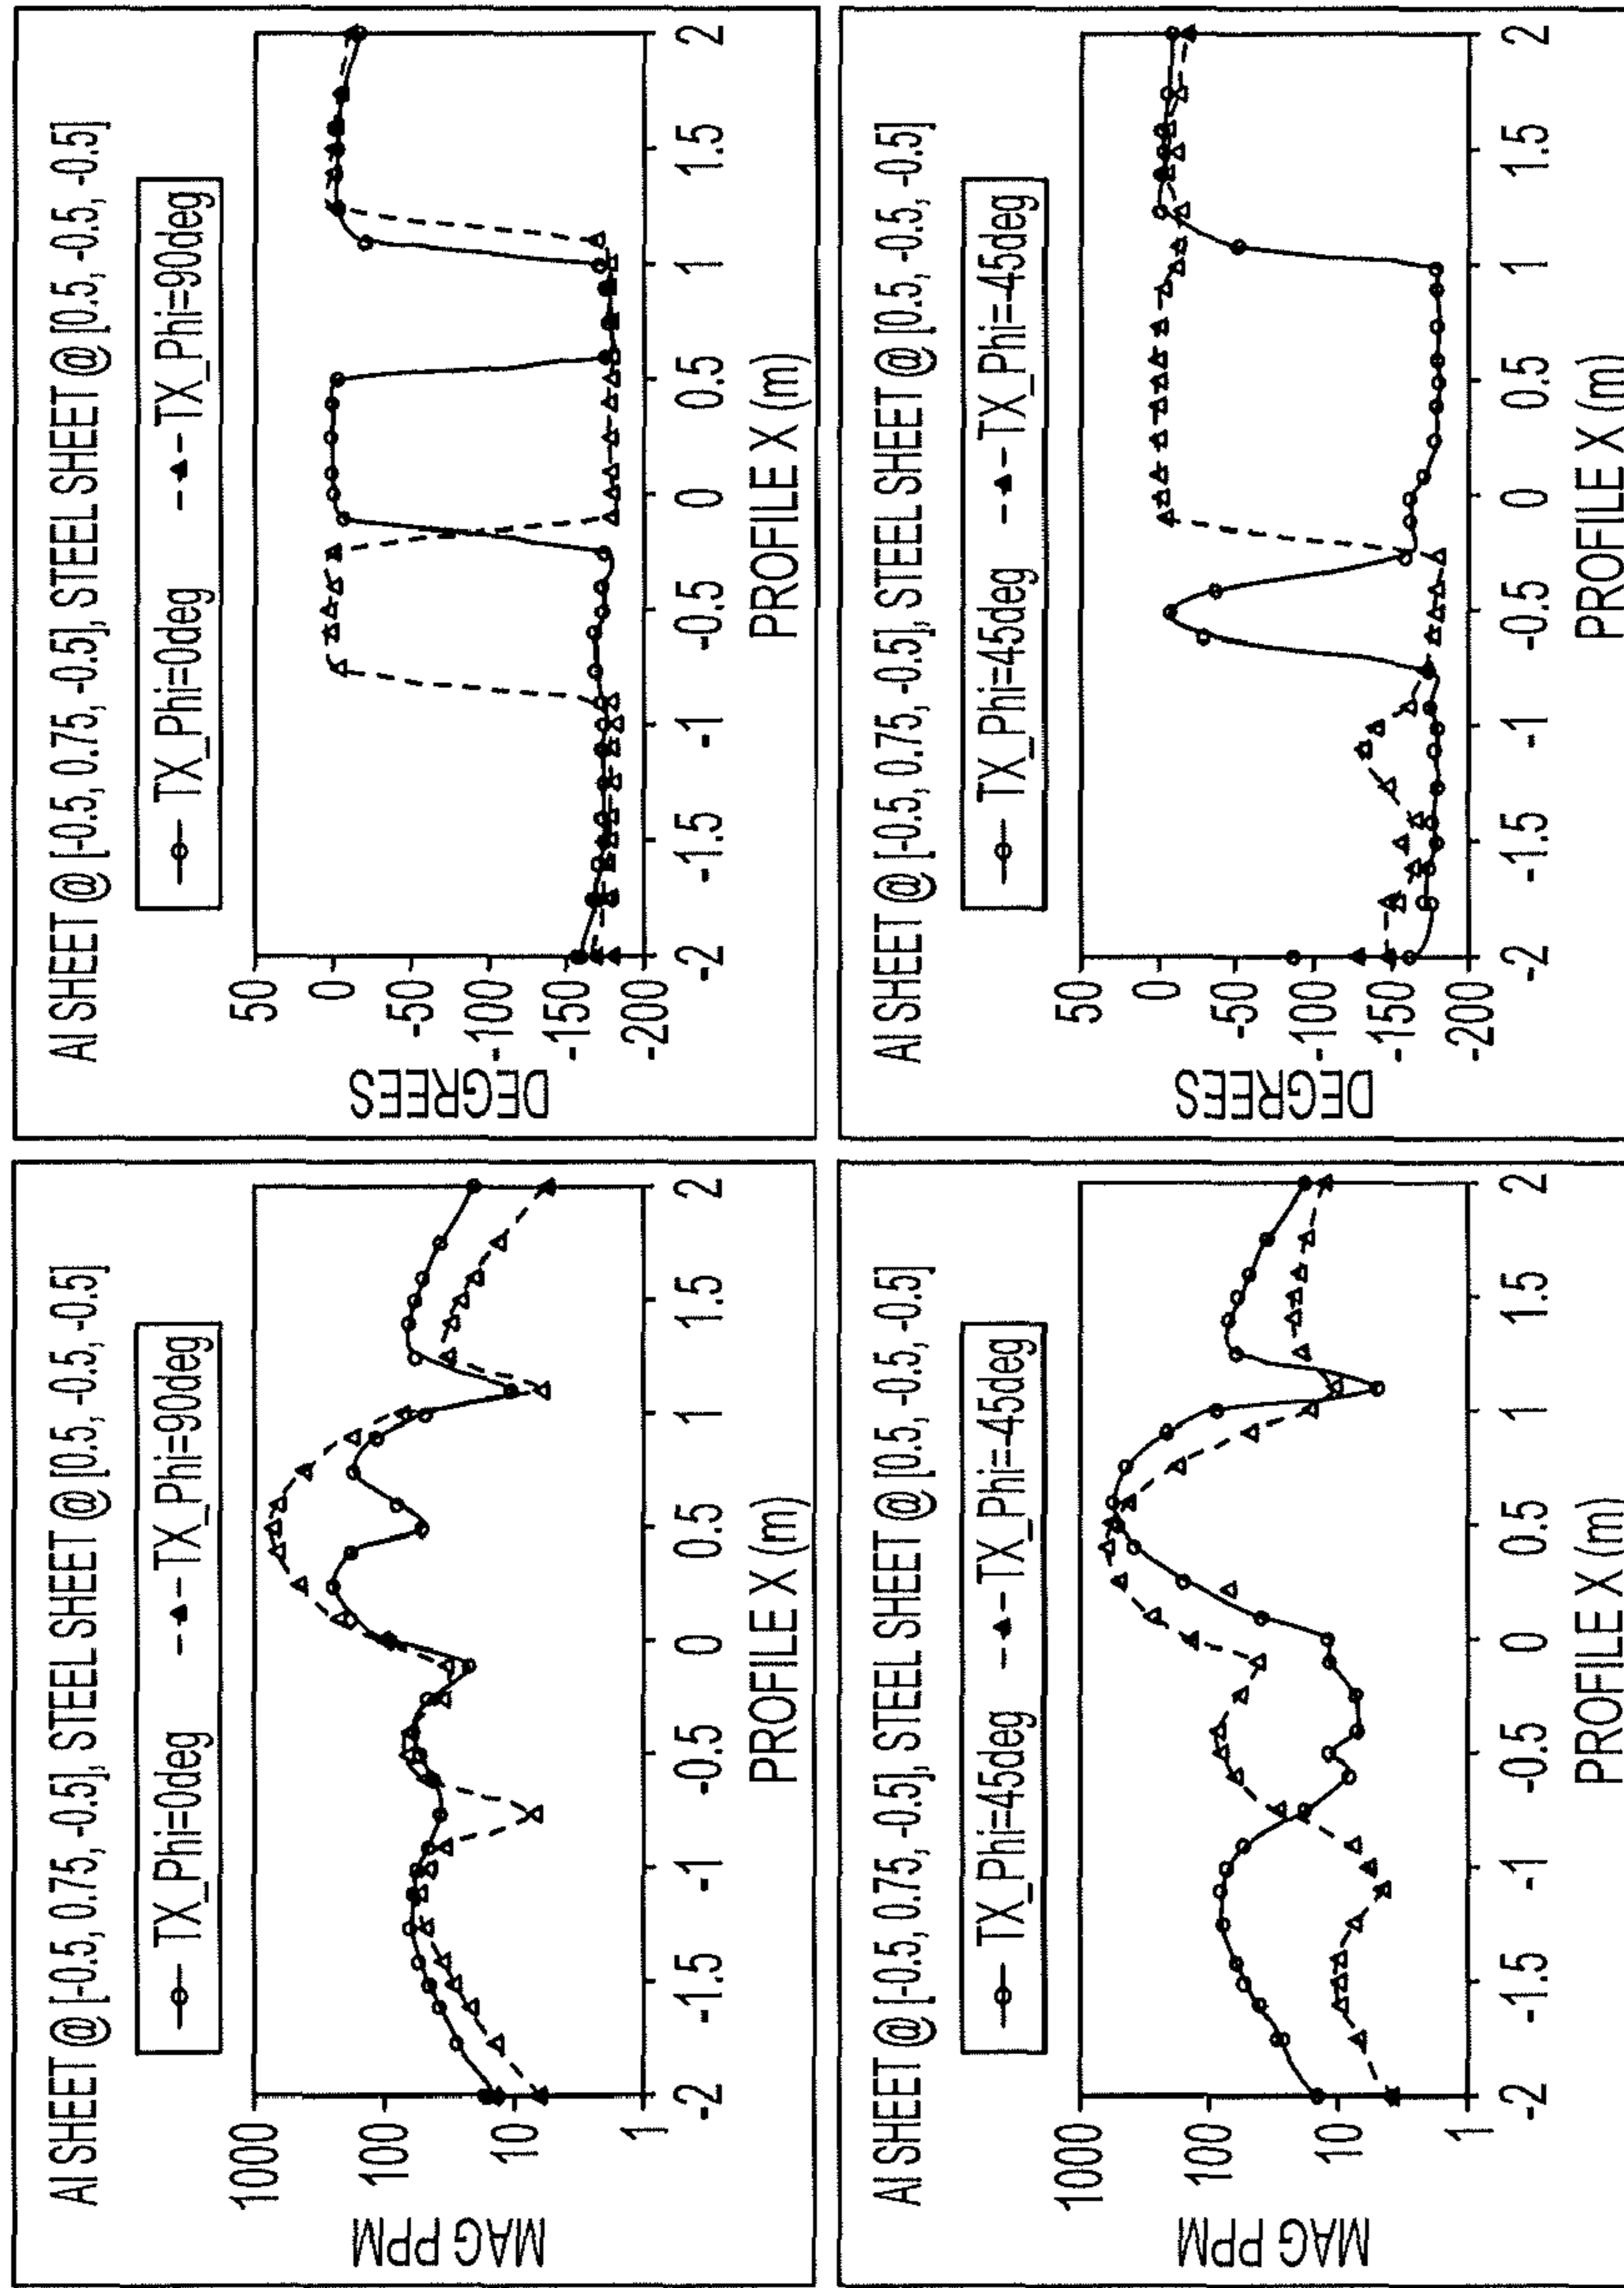 Al SHEET @ [-0.5, 0.75, -0.5], STEEL SHEET @ [0.5, -0.5, -0.5]
TX_Phi=0deg TX_Phi=90deg
MAG PPM
1000
100
10
1
-2 -1.5 -1 -0.5 0 0.5 1 1.5 2
PROFILE X (m)
Al SHEET @ [-0.5, 0.75, -0.5], STEEL SHEET @ [0.5, -0.5, -0.5]
TX_Phi=0deg TX_Phi=90deg
DEGREES
50
0
-50
-100
-150
-200
-2 -1.5 -1 -0.5 0 0.5 1 1.5 2
PROFILE X (m)
Al SHEET @ [-0.5, 0.75, -0.5], STEEL SHEET @ [0.5, -0.5, -0.5]
TX_Phi=45deg TX_Phi=-45deg
MAG PPM
1000
100
10
1
-2 -1.5 -1 -0.5 0 0.5 1 1.5 2
PROFILE X (m)
Al SHEET @ [-0.5, 0.75, -0.5], STEEL SHEET @ [0.5, -0.5, -0.5]
TX_Phi=45deg TX_Phi=-45deg
DEGREES
50
0
-50
-100
-150
-200
-2 -1.5 -1 -0.5 0 0.5 1 1.5 2
PROFILE X (m)